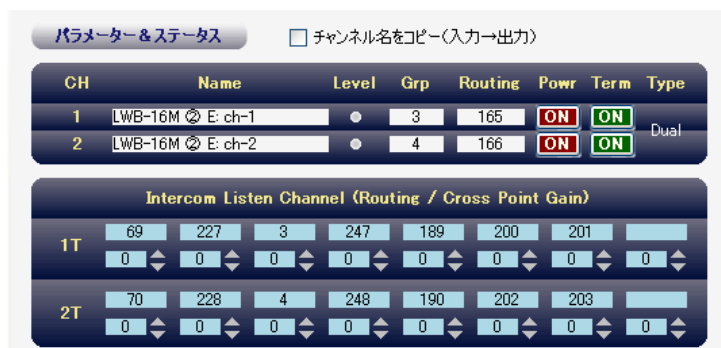 パラメーター＆ステータス チャンネル名をコピー（入力→出力）
CH Name Level Grp Routing Powr Term Type
1 LWB-16M ② E: ch-1 3 165 ON ON
Dual
2 LWB-16M ② E: ch-2 4 166 ON ON
Intercom Listen Channel (Routing / Cross Point Gain)
69 227 3 247 189 200 201
1T
0 0 0 0 0 0 0 0
70 228 4 248 190 202 203
2T
0 0 0 0 0 0 0 0